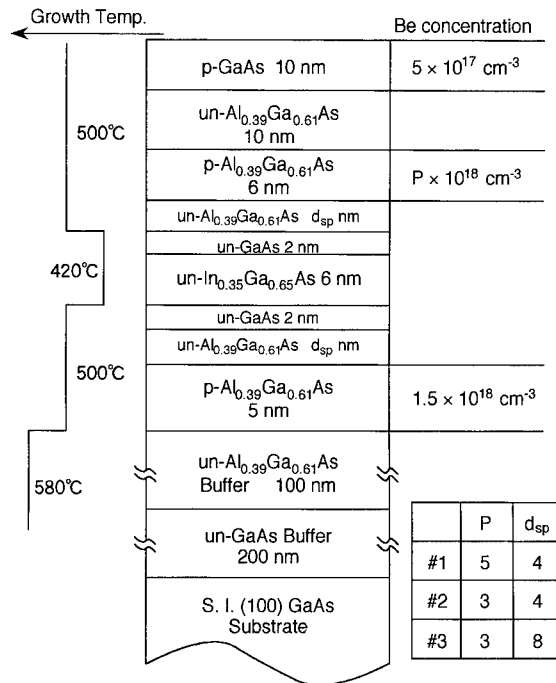 Growth Temp.
Be concentration
p-GaAs 10 nm
5 × 10¹⁷ cm⁻³
un-Al₀.₃₉Ga₀.₆₁As
10 nm
500℃
p-Al₀.₃₉Ga₀.₆₁As
6 nm
P × 10¹⁸ cm⁻³
un-Al₀.₃₉Ga₀.₆₁As dₛₚ nm
un-GaAs 2 nm
420℃
un-In₀.₃₅Ga₀.₆₅As 6 nm
un-GaAs 2 nm
un-Al₀.₃₉Ga₀.₆₁As dₛₚ nm
500℃
p-Al₀.₃₉Ga₀.₆₁As
5 nm
1.5 × 10¹⁸ cm⁻³
580℃
un-Al₀.₃₉Ga₀.₆₁As
Buffer 100 nm
un-GaAs Buffer
200 nm
S. I. (100) GaAs
Substrate
P dₛₚ
#1 5 4
#2 3 4
#3 3 8